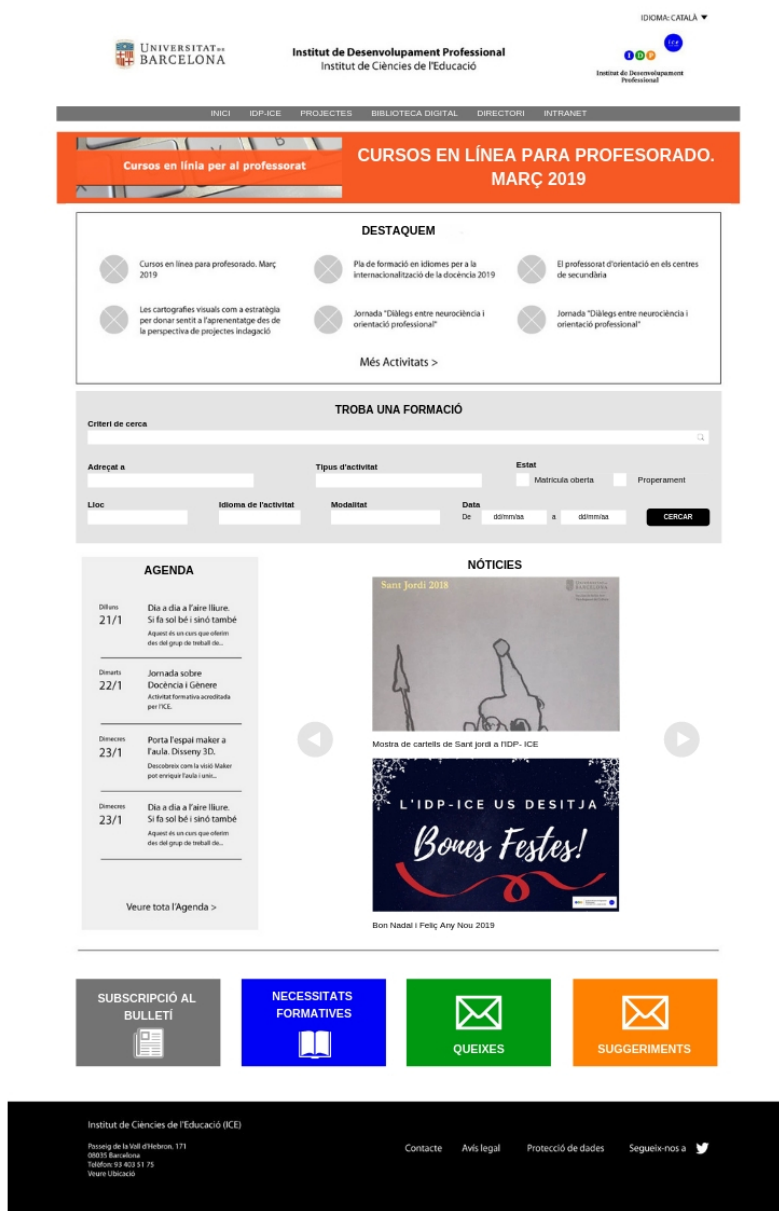 IDIOMA: CATALÀ
UNIVERSITAT DE
BARCELONA
Institut de Desenvolupament Professional
Institut de Ciències de l'Educació
ice
I D P
Institut de Desenvolupament
Professional
INICI IDP-ICE PROJECTES BIBLIOTECA DIGITAL DIRECTORI INTRANET
Cursos en línia per al professorat
CURSOS EN LÍNEA PARA PROFESORADO.
MARÇ 2019
DESTAQUEM
Cursos en línea para profesorado. Març
2019
Pla de formació en idiomes per a la
internacionalització de la docència 2019
El professorat d'orientació en els centres
de secundària
Les cartografies visuals com a estratègia
per donar sentit a l'aprenentatge des de
la perspectiva de projectes indagació
Jornada "Diàlegs entre neurociència i
orientació professional"
Jornada "Diàlegs entre neurociència i
orientació professional"
Més Activitats >
TROBA UNA FORMACIÓ
Criteri de cerca
Adreçat a
Tipus d'activitat
Estat
Matrícula oberta
Properament
Lloc
Idioma de l'activitat
Modalitat
Data
De dd/mm/aa a dd/mm/aa
CERCAR
AGENDA
Dilluns
21/1
Dia a dia a l'aire lliure.
Si fa sol bé i sinó també
Aquest és un curs que oferim
des del grup de treball de...
Dimarts
22/1
Jornada sobre
Docència i Gènere
Activitat formativa acreditada
per l'ICE.
Dimecres
23/1
Porta l'espai maker a
l'aula. Disseny 3D.
Descobreix com la visió Maker
pot enriquir l'aula i unir...
Dimecres
23/1
Dia a dia a l'aire lliure.
Si fa sol bé i sinó també
Aquest és un curs que oferim
des del grup de treball de...
Veure tota l'Agenda >
NÓTICIES
Sant Jordi 2018
Mostra de cartells de Sant jordi a l'IDP- ICE
L'IDP-ICE US DESITJA
Bones Festes!
Bon Nadal i Feliç Any Nou 2019
SUBSCRIPCIÓ AL
BULLETÍ
NECESSITATS
FORMATIVES
QUEIXES
SUGGERIMENTS
Institut de Ciències de l'Educació (ICE)
Passeig de la Vall d'Hebron, 171
08035 Barcelona
Telèfon: 93 403 51 75
Veure Ubicació
Contacte Avís legal Protecció de dades Segueix-nos a